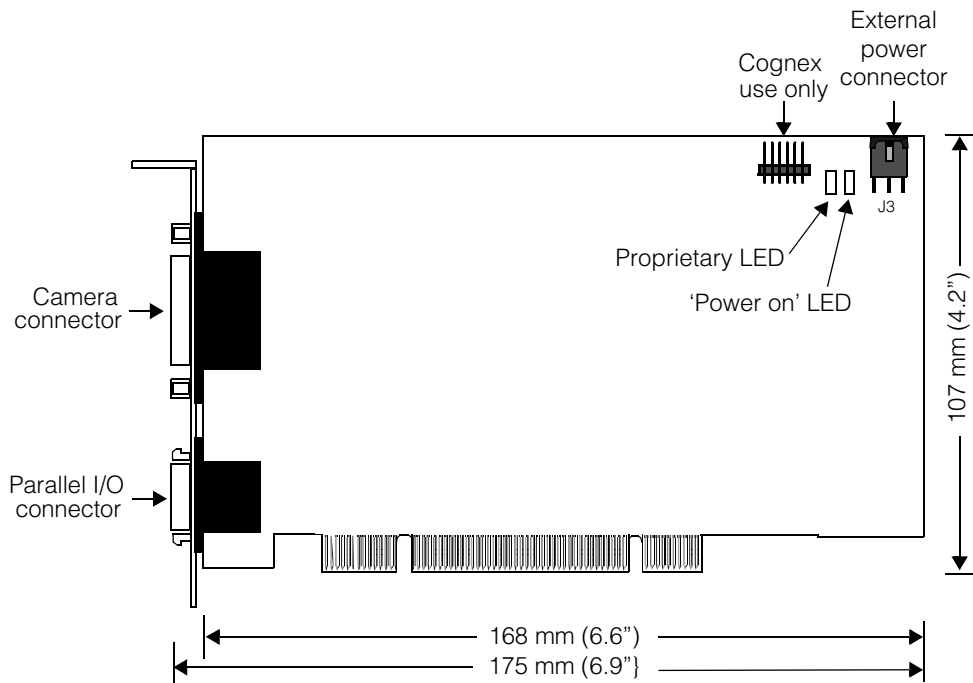 External
power
connector
Cognex
use only
J3
Proprietary LED
‘Power on’ LED
Camera
connector
107 mm (4.2”)
Parallel I/O
connector
168 mm (6.6”)
175 mm (6.9”}